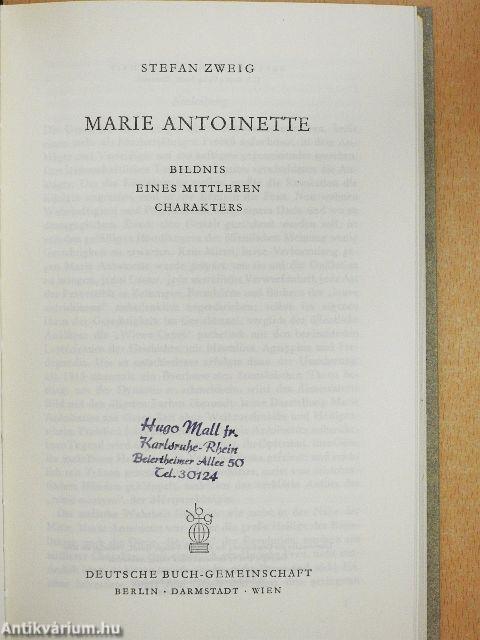 STEFAN ZWEIG
MARIE ANTOINETTE
BILDNIS
EINES MITTLEREN
CHARAKTERS
Hugo Mall jr.
Karlsruhe-Rhein
Beiertheimer Allee 50
Tel. 30124
DEUTSCHE BUCH-GEMEINSCHAFT
BERLIN · DARMSTADT · WIEN
Antikvárium.hu